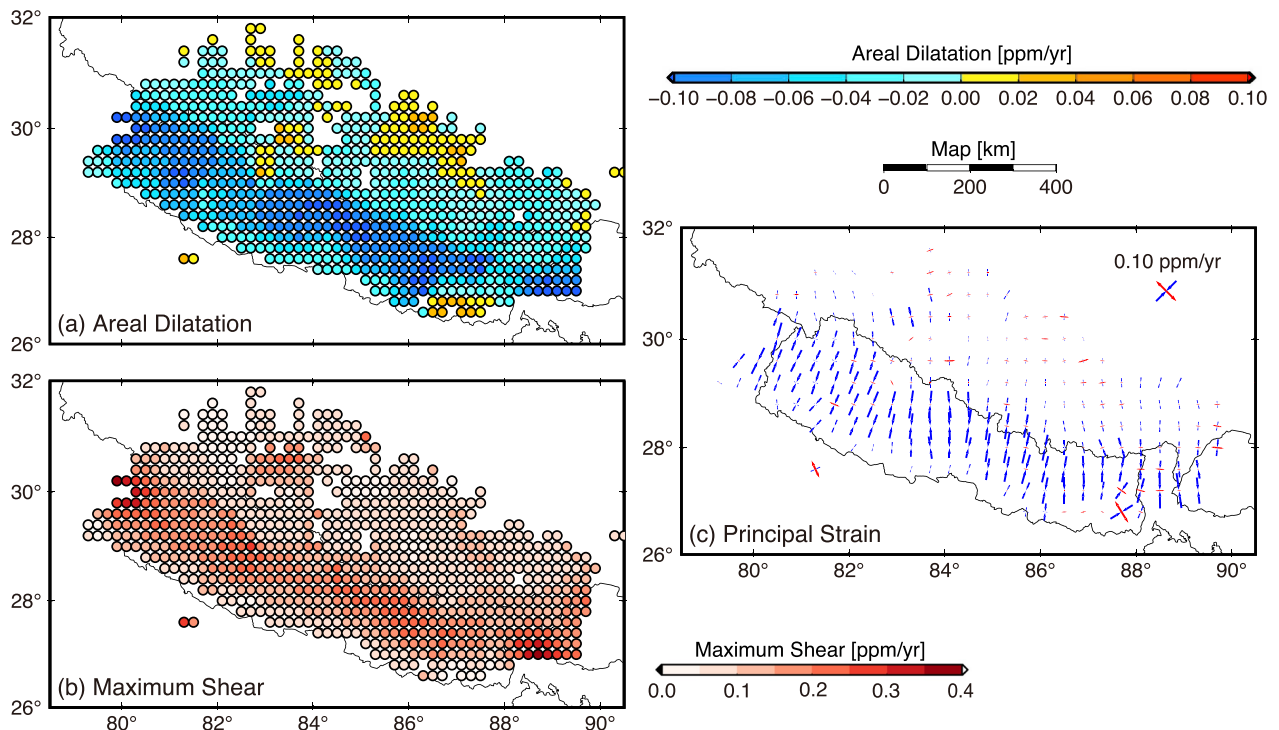 32°
30°
28°
26°
(a) Areal Dilatation
Areal Dilatation [ppm/yr]
−0.10 −0.08 −0.06 −0.04 −0.02 0.00 0.02 0.04 0.06 0.08 0.10
Map [km]
0 200 400
32°
30°
28°
26°
(b) Maximum Shear
80° 82° 84° 86° 88° 90°
32°
30°
28°
26°
0.10 ppm/yr
(c) Principal Strain
80° 82° 84° 86° 88° 90°
Maximum Shear [ppm/yr]
0.0 0.1 0.2 0.3 0.4